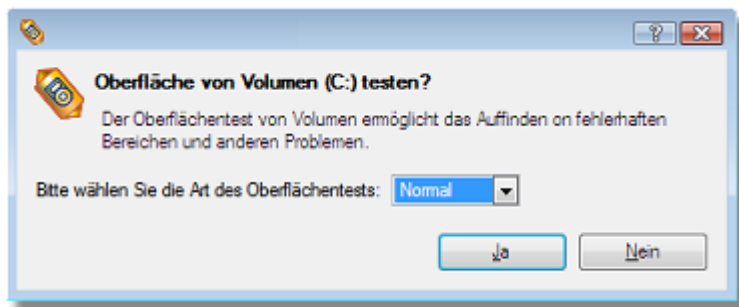 Oberfläche von Volumen (C:) testen?
Der Oberflächentest von Volumen ermöglicht das Auffinden on fehlerhaften
Bereichen und anderen Problemen.
Bitte wählen Sie die Art des Oberflächentests: Normal
Ja Nein